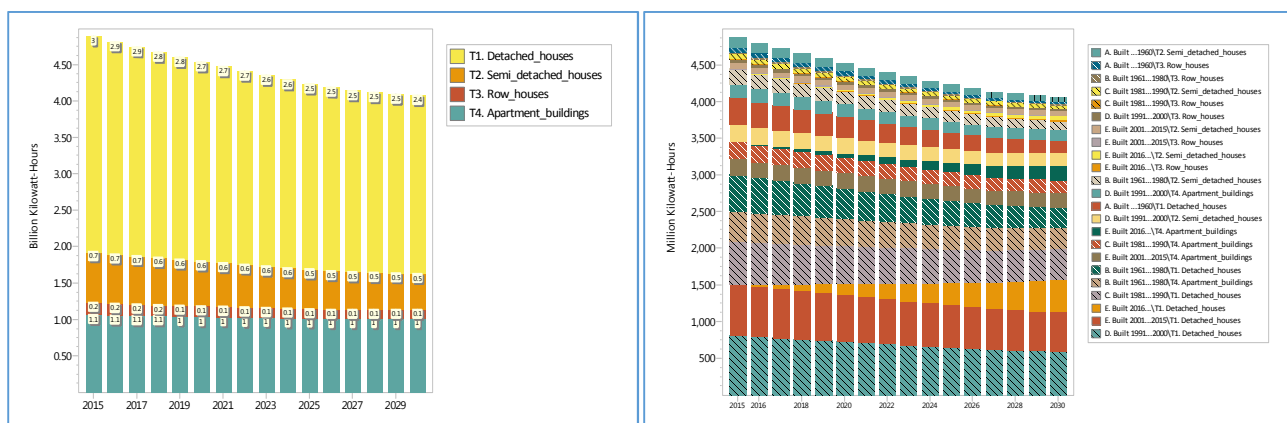 4.50
4.00
3.50
3.00
2.50
2.00
1.50
1.00
0.50
Billion Kilowatt-Hours
3 2.9 2.9 2.8 2.8 2.7 2.7 2.6 2.6 2.6 2.5 2.5 2.5 2.5 2.5 2.4
0.7 0.7 0.7 0.6 0.6 0.6 0.6 0.6 0.6 0.6 0.5 0.5 0.5 0.5 0.5 0.5
0.2 0.2 0.2 0.2 0.1 0.1 0.1 0.1 0.1 0.1 0.1 0.1 0.1 0.1 0.1 0.1
1.1 1.1 1.1 1 1 1 1 1 1 1 1 1 1 1 1 1
2015 2017 2019 2021 2023 2025 2027 2029
T1. Detached_houses
T2. Semi_detached_houses
T3. Row_houses
T4. Apartment_buildings
4,500
4,000
3,500
3,000
2,500
2,000
1,500
1,000
500
Million Kilowatt-Hours
2015 2016 2018 2020 2022 2024 2026 2028 2030
A. Built ...1960\T2. Semi_detached_houses
A. Built ...1960\T3. Row_houses
B. Built 1961...1980\T3. Row_houses
C. Built 1981...1990\T2. Semi_detached_houses
C. Built 1981...1990\T3. Row_houses
D. Built 1991...2000\T3. Row_houses
E. Built 2001...2015\T2. Semi_detached_houses
E. Built 2001...2015\T3. Row_houses
E. Built 2016...\T2. Semi_detached_houses
E. Built 2016...\T3. Row_houses
B. Built 1961...1980\T2. Semi_detached_houses
D. Built 1991...2000\T4. Apartment_buildings
A. Built ...1960\T1. Detached_houses
D. Built 1991...2000\T2. Semi_detached_houses
E. Built 2016...\T4. Apartment_buildings
C. Built 1981...1990\T4. Apartment_buildings
E. Built 2001...2015\T4. Apartment_buildings
B. Built 1961...1980\T1. Detached_houses
B. Built 1961...1980\T4. Apartment_buildings
C. Built 1981...1990\T1. Detached_houses
E. Built 2016...\T1. Detached_houses
E. Built 2001...2015\T1. Detached_houses
D. Built 1991...2000\T1. Detached_houses